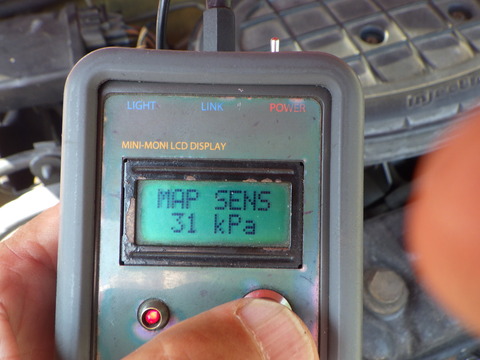 LIGHT LINK POWER
MINI-MONI LCD DISPLAY
MAP SENS
31 kPa